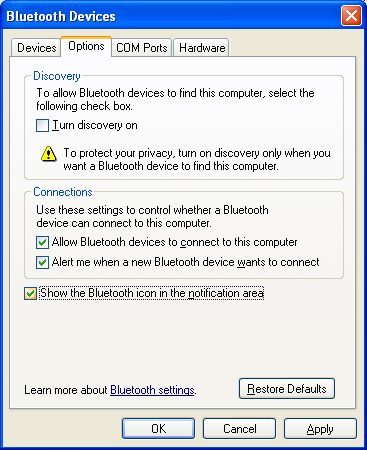 Bluetooth Devices
Devices Options COM Ports Hardware
Discovery
To allow Bluetooth devices to find this computer, select the
following check box.
Turn discovery on
To protect your privacy, turn on discovery only when you
want a Bluetooth device to find this computer.
Connections
Use these settings to control whether a Bluetooth
device can connect to this computer.
Allow Bluetooth devices to connect to this computer
Alert me when a new Bluetooth device wants to connect
Show the Bluetooth icon in the notification area
Learn more about Bluetooth settings. Restore Defaults
OK Cancel Apply